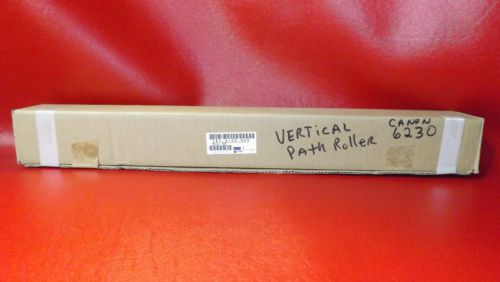 VERTICAL
Path Roller
CANON
6230